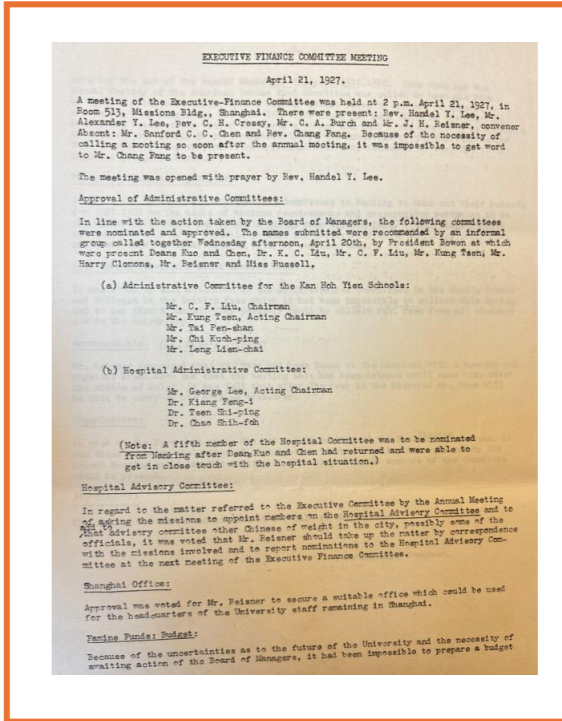 EXECUTIVE FINANCE COMMITTEE MEETING
April 21, 1927.
A meeting of the Executive-Finance Committee was held at 2 p.m. April 21, 1927, in
Room 513, Missions Bldg., Shanghai. There were present: Rev. Handel Y. Lee, Mr.
Alexander Y. Lee, Rev. C. H. Cressy, Mr. C. A. Burch and Mr. J. H. Reisner, convener
Absent: Mr. Sanford C. C. Chen and Rev. Chang Fang. Because of the necessity of
calling a meeting so soon after the annual meeting, it was impossible to get word
to Mr. Chang Fang to be present.
The meeting was opened with prayer by Rev. Handel Y. Lee.
Approval of Administrative Committees:
In line with the action taken by the Board of Managers, the following committees
were nominated and approved. The names submitted were recommended by an informal
group called together Wednesday afternoon, April 20th, by President Bowen at which
were present Deans Kuo and Chen, Dr. K. C. Liu, Mr. C. F. Liu, Mr. Kung Tsen, Mr.
Harry Clemons, Mr. Reisner and Miss Russell,
(a) Administrative Committee for the Kan Hoh Yien Schools:
Mr. C. F. Liu, Chairman
Mr. Kung Tsen, Acting Chairman
Mr. Tai Pen-shan
Mr. Chi Kuoh-ping
Mr. Leng Lien-chai
(b) Hospital Administrative Committee:
Mr. George Lee, Acting Chairman
Dr. Kiang Feng-i
Dr. Tsen Shi-ping
Dr. Chao Shih-foh
(Note: A fifth member of the Hospital Committee was to be nominated
from Nanking after Deans Kuo and Chen had returned and were able to
get in close touch with the hospital situation.)
Hospital Advisory Committee:
In regard to the matter referred to the Executive Committee by the Annual Meeting
of asking the missions to appoint members on the Hospital Advisory Committee and to
add to
that advisory committee other Chinese of weight in the city, possibly some of the
officials, it was voted that Mr. Reisner should take up the matter by correspondence
with the missions involved and to report nominations to the Hospital Advisory Com-
mittee at the next meeting of the Executive Finance Committee.
Shanghai Office:
Approval was voted for Mr. Reisner to secure a suitable office which could be used
for the headquarters of the University staff remaining in Shanghai.
Famine Funds: Budget:
Because of the uncertainties as to the future of the University and the necessity of
awaiting action of the Board of Managers, it had been impossible to prepare a budget